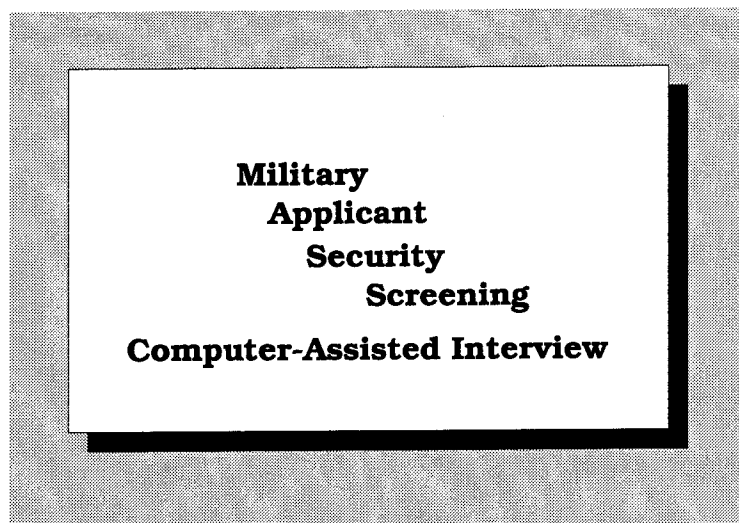 Military
Applicant
Security
Screening
Computer-Assisted Interview